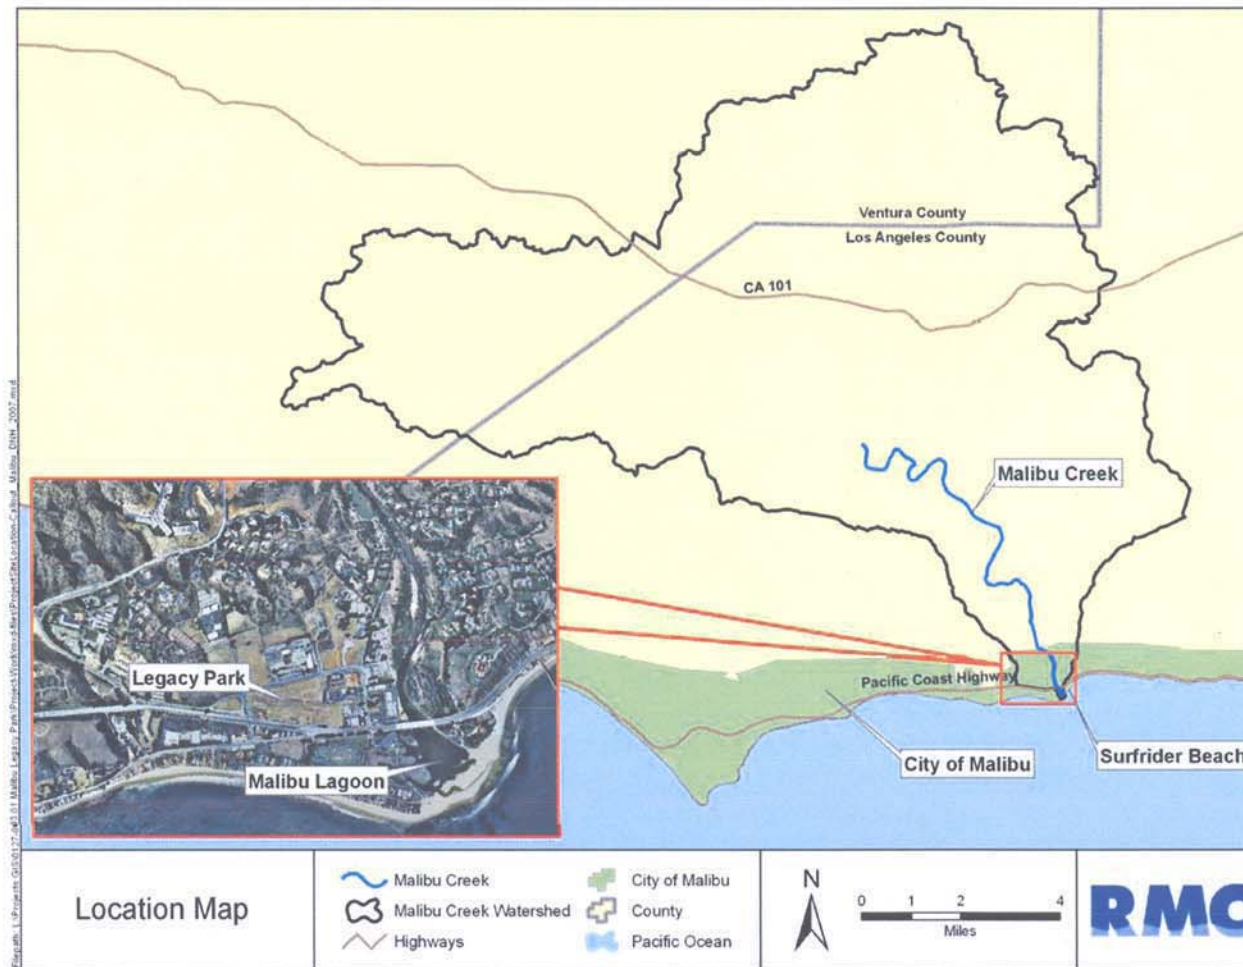 Ventura County
Los Angeles County
CA 101
Malibu Creek
Legacy Park
Pacific Coast Highway
City of Malibu
Surfrider Beach
Malibu Lagoon
Location Map
Malibu Creek
Malibu Creek Watershed
Highways
City of Malibu
County
Pacific Ocean
N
0 1 2 4
Miles
RMC